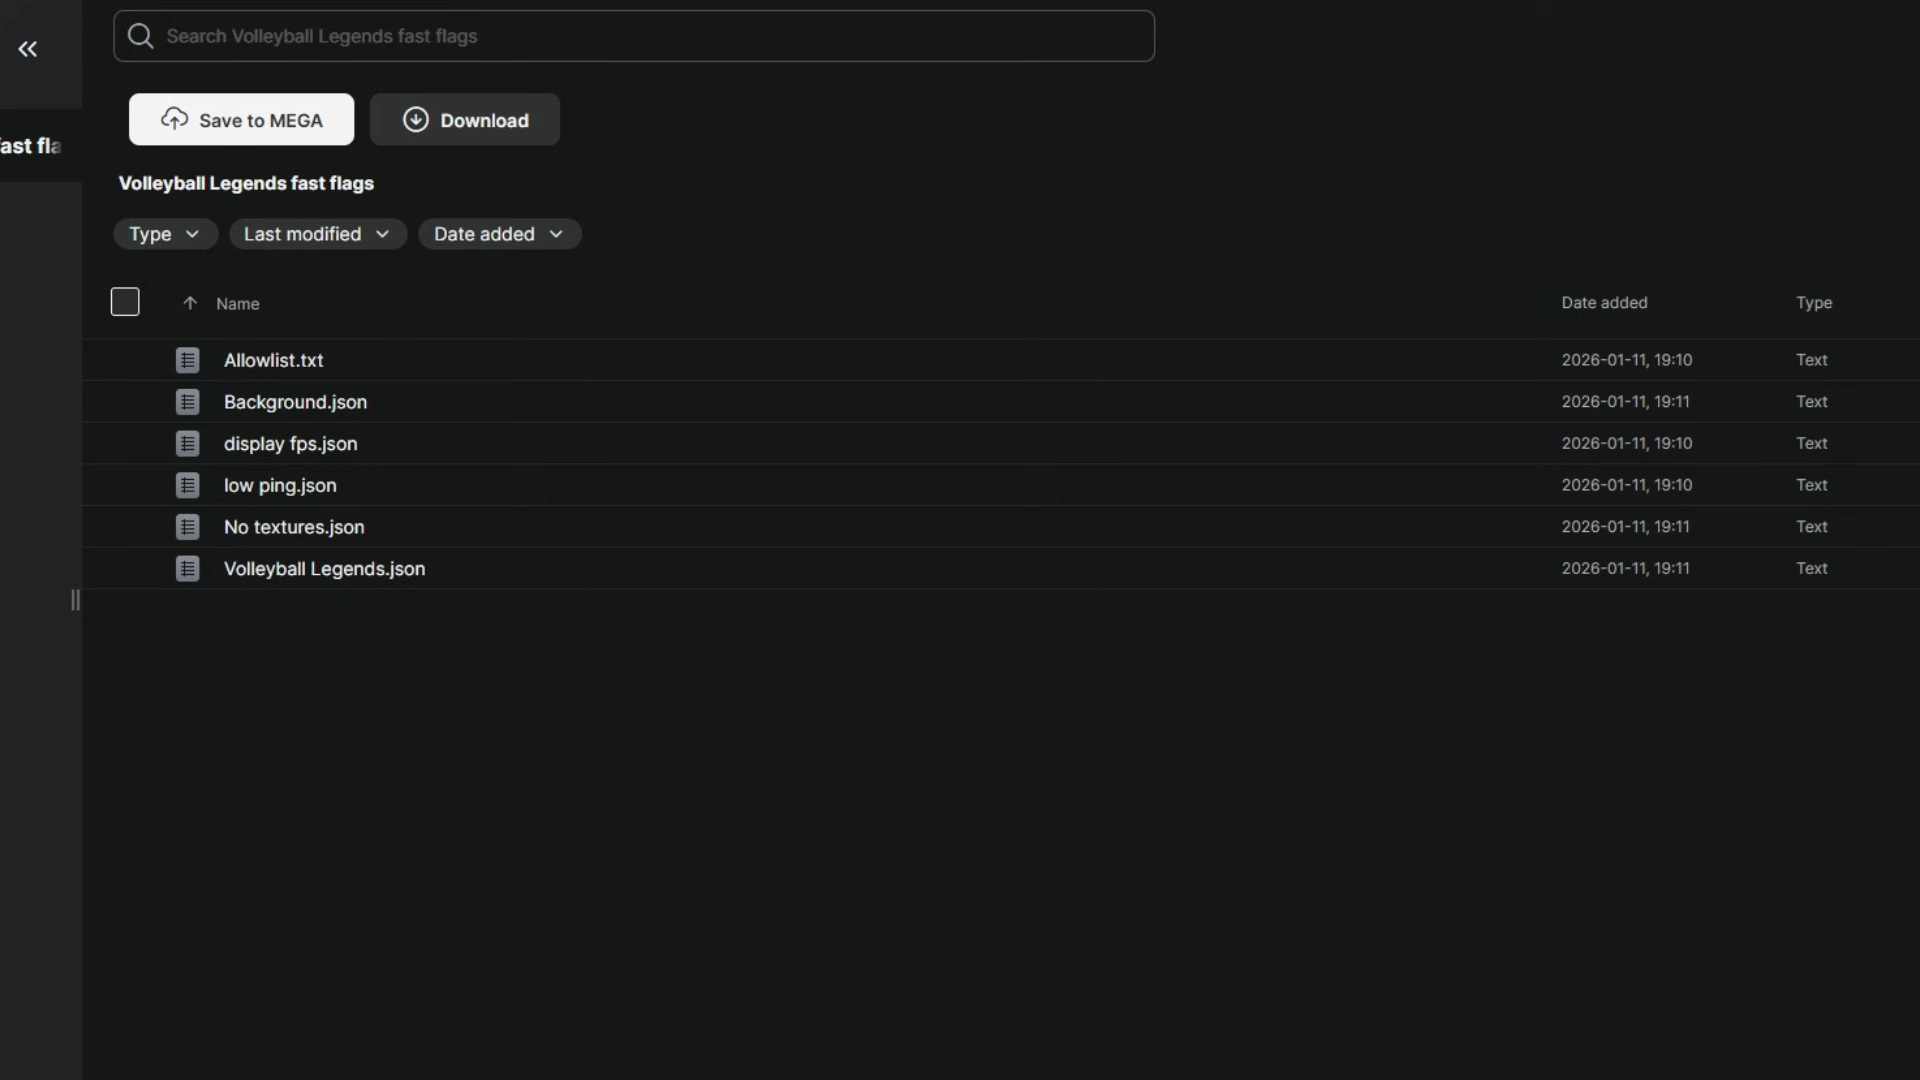 Search Volleyball Legends fast flags
Save to MEGA
Download
fast fla
Volleyball Legends fast flags
Type
Last modified
Date added
Name
Date added
Type
Allowlist.txt
2026-01-11, 19:10
Text
Background.json
2026-01-11, 19:11
Text
display fps.json
2026-01-11, 19:10
Text
low ping.json
2026-01-11, 19:10
Text
No textures.json
2026-01-11, 19:11
Text
Volleyball Legends.json
2026-01-11, 19:11
Text